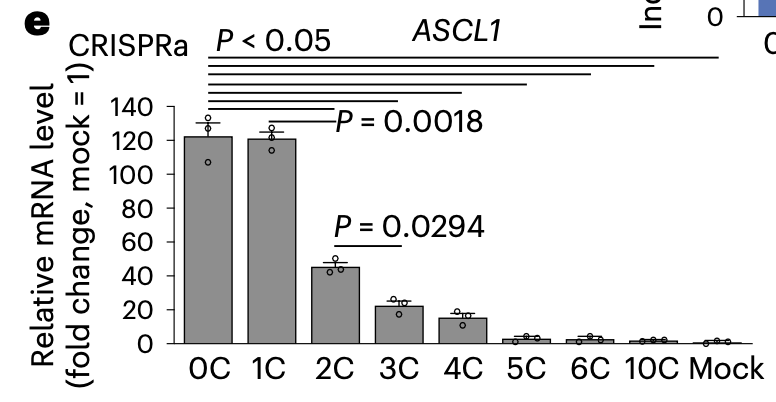 e
CRISPRa
P < 0.05
ASCL1
Relative mRNA level
(fold change, mock = 1)
140
120
100
80
60
40
20
0
P = 0.0018
P = 0.0294
0C 1C 2C 3C 4C 5C 6C 10C Mock
0